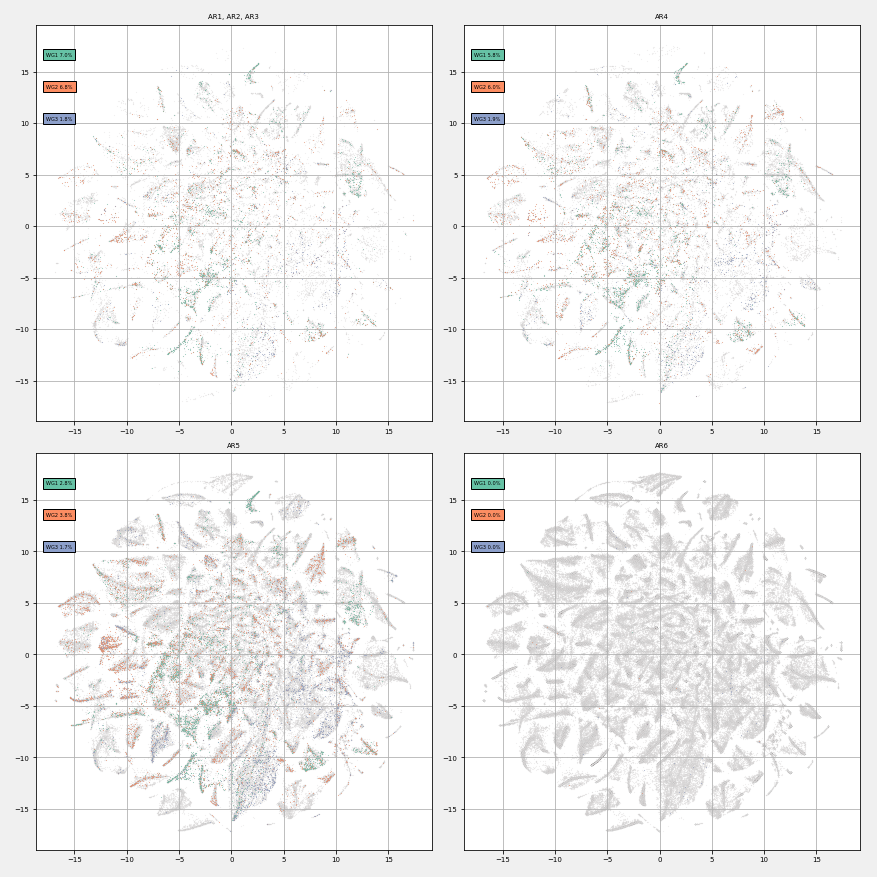 AR1, AR2, AR3
WG1 7.0%
WG2 6.8%
WG3 1.8%
15
10
5
0
−5
−10
−15
−15 −10 −5 0 5 10 15
AR4
WG1 5.8%
WG2 6.0%
WG3 1.9%
15
10
5
0
−5
−10
−15
−15 −10 −5 0 5 10 15
AR5
WG1 2.8%
WG2 3.8%
WG3 1.7%
15
10
5
0
−5
−10
−15
−15 −10 −5 0 5 10 15
AR6
WG1 0.0%
WG2 0.0%
WG3 0.0%
15
10
5
0
−5
−10
−15
−15 −10 −5 0 5 10 15